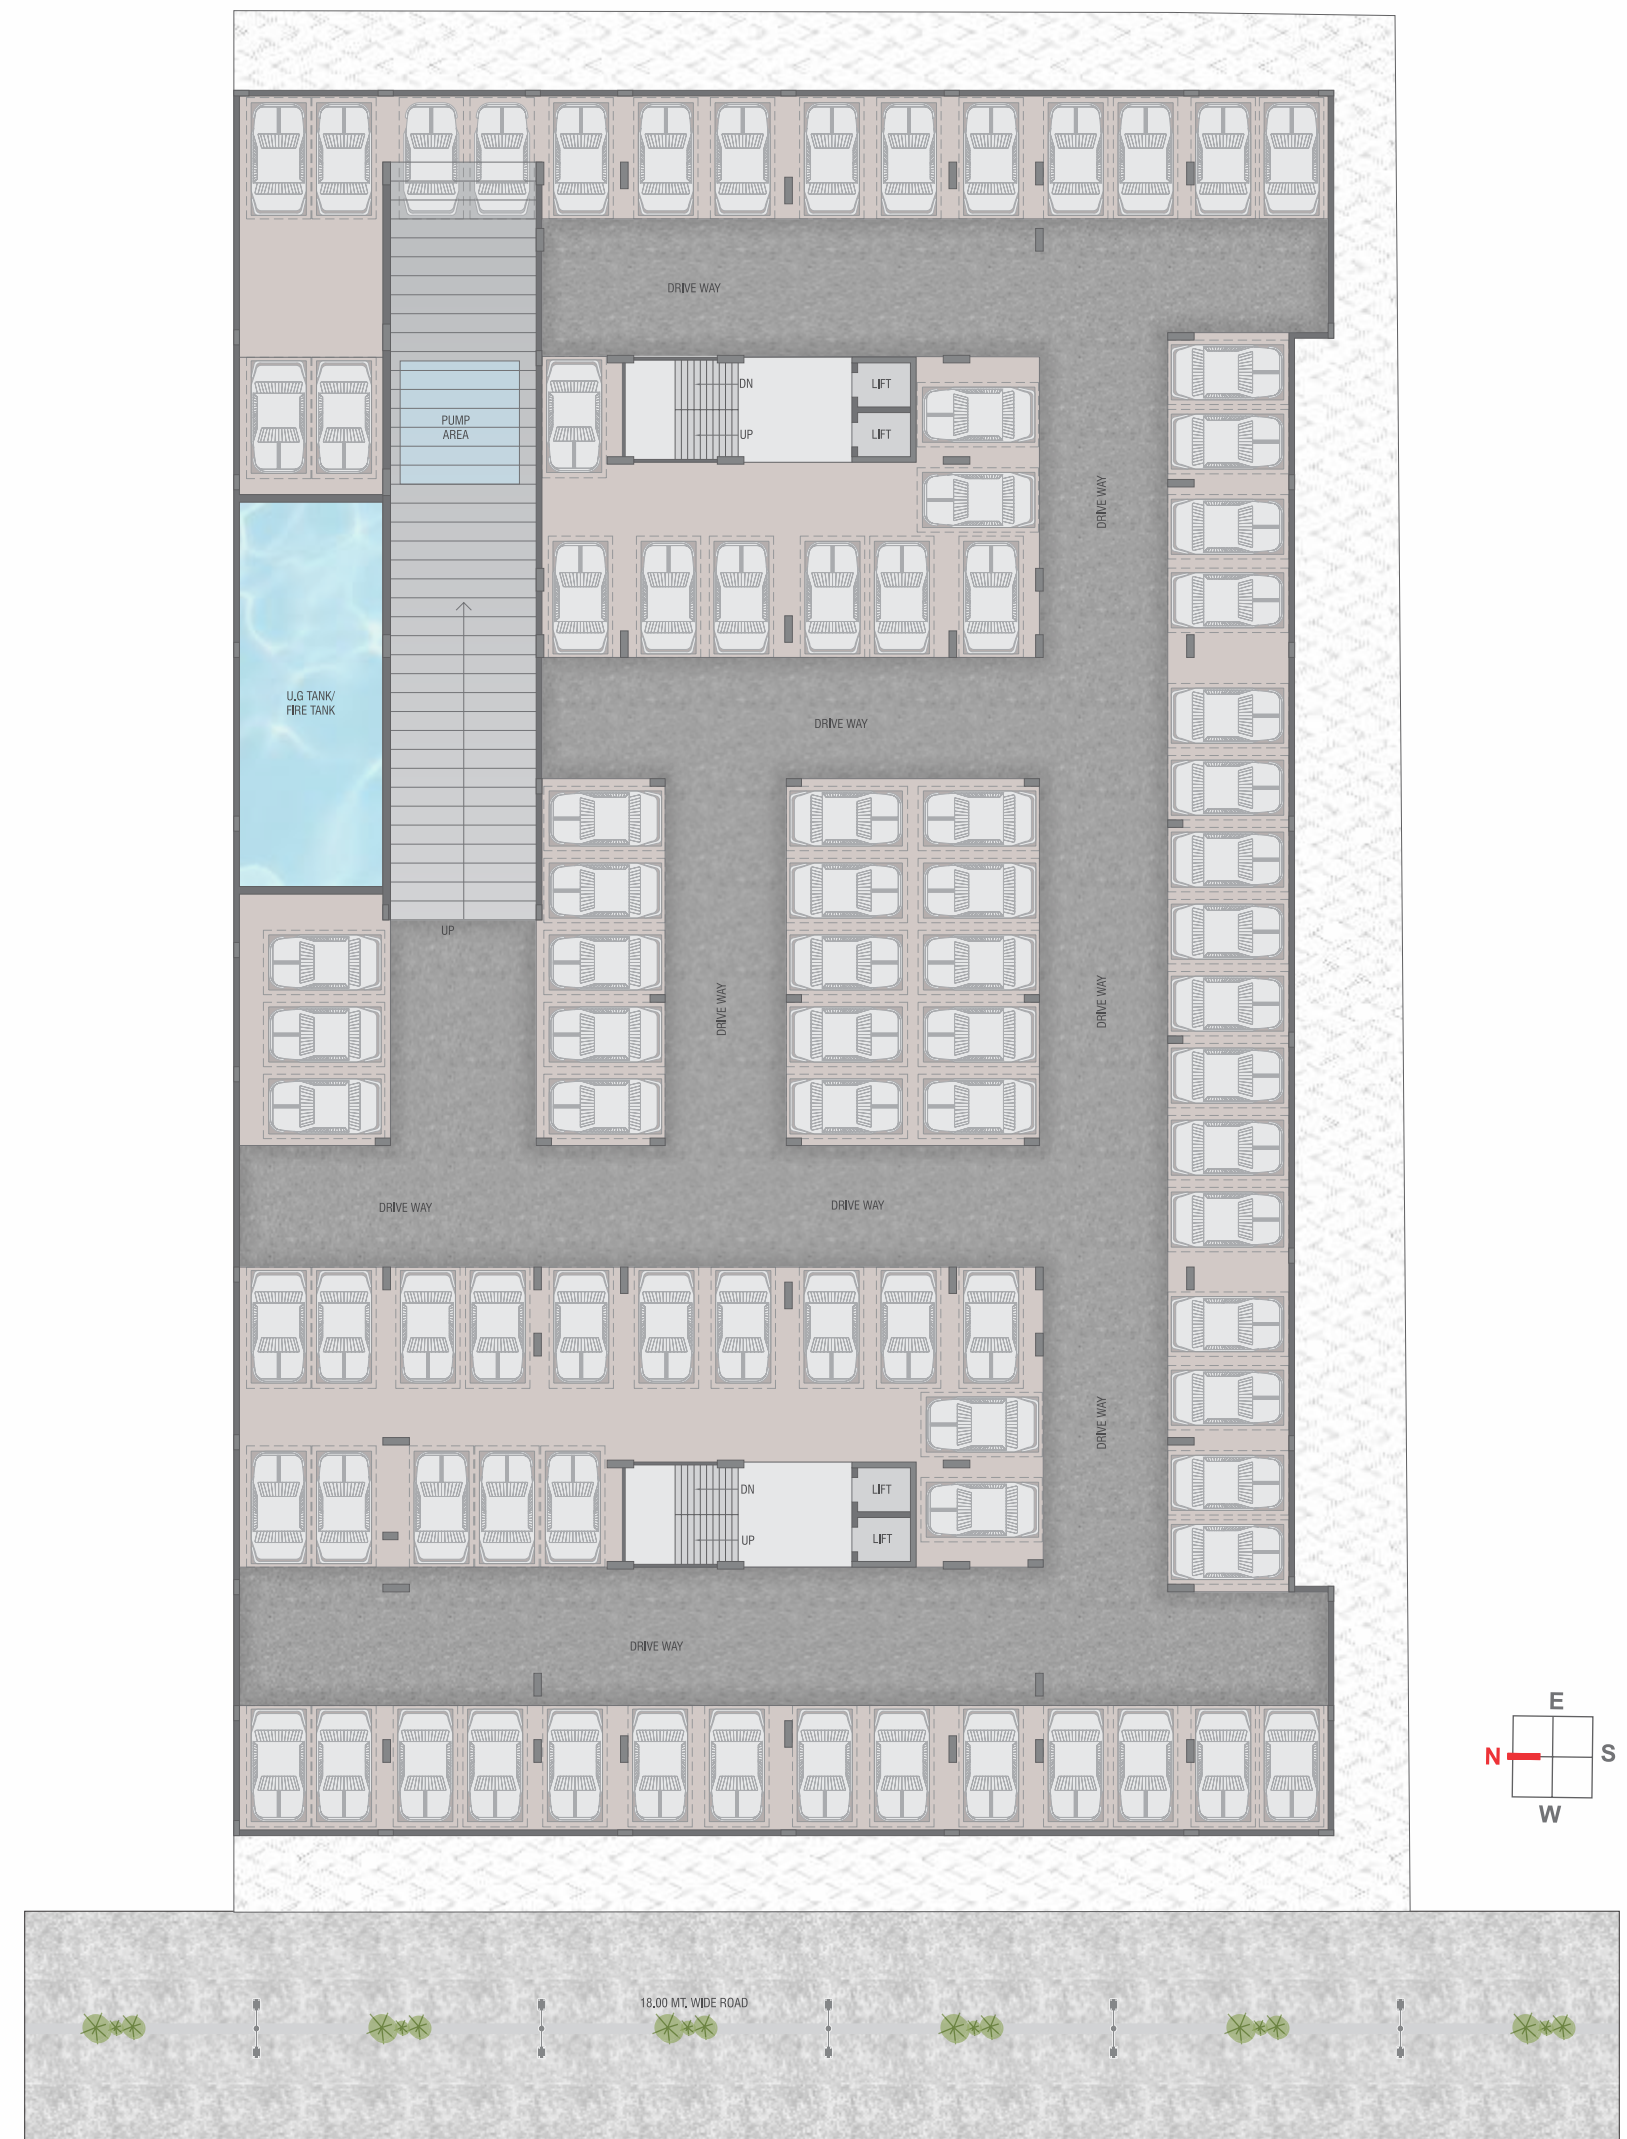 DRIVE WAY
DN
LIFT
PUMP
AREA
UP
LIFT
DRIVE WAY
U.G TANK/
FIRE TANK
DRIVE WAY
UP
DRIVE WAY
DRIVE WAY
DRIVE WAY
DRIVE WAY
DRIVE WAY
DN
LIFT
UP
LIFT
DRIVE WAY
E
N
S
W
18.00 MT. WIDE ROAD